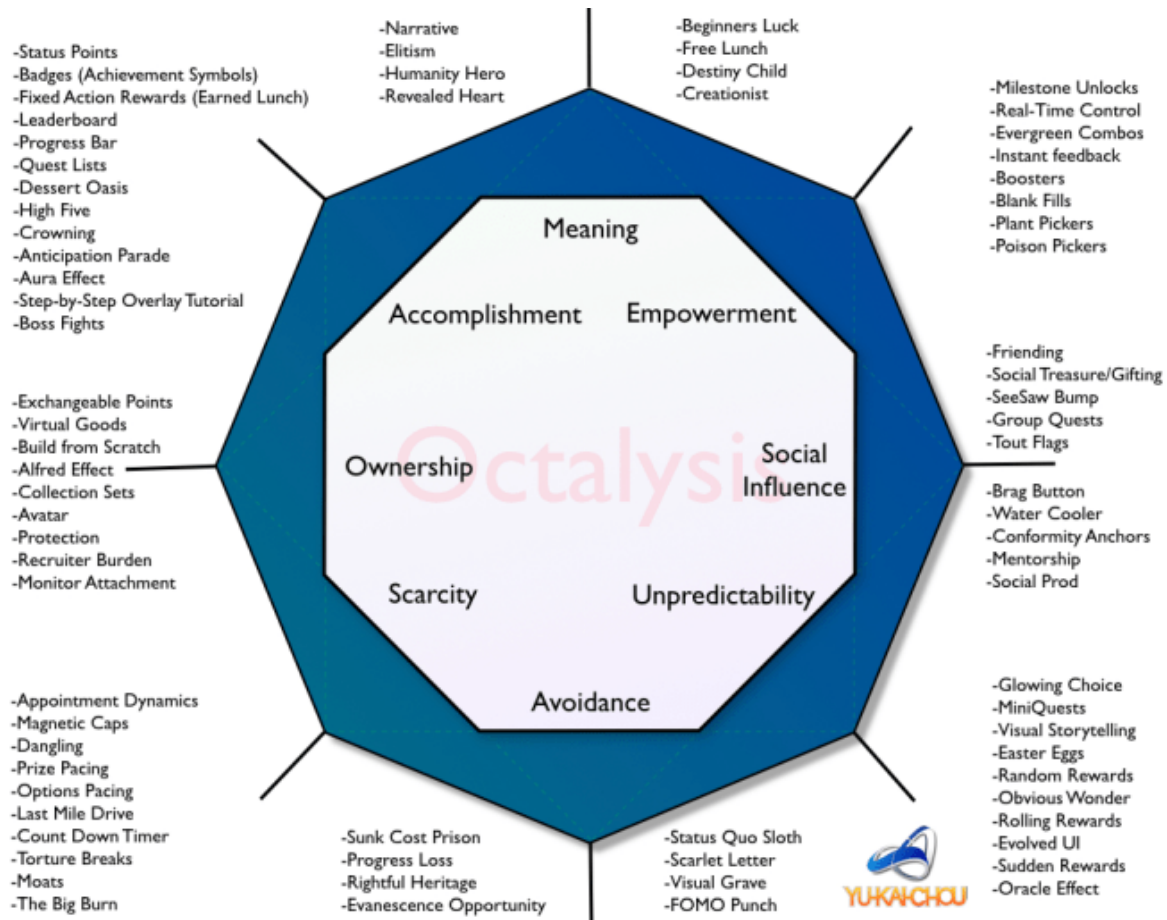 -Narrative
-Elitism
-Humanity Hero
-Revealed Heart
-Beginners Luck
-Free Lunch
-Destiny Child
-Creationist
-Status Points
-Badges (Achievement Symbols)
-Fixed Action Rewards (Earned Lunch)
-Leaderboard
-Progress Bar
-Quest Lists
-Dessert Oasis
-High Five
-Crowning
-Anticipation Parade
-Aura Effect
-Step-by-Step Overlay Tutorial
-Boss Fights
-Milestone Unlocks
-Real-Time Control
-Evergreen Combos
-Instant feedback
-Boosters
-Blank Fills
-Plant Pickers
-Poison Pickers
Meaning
Accomplishment
Empowerment
Ownership
Octalysis
Social
Influence
Scarcity
Unpredictability
Avoidance
-Exchangeable Points
-Virtual Goods
-Build from Scratch
-Alfred Effect
-Collection Sets
-Avatar
-Protection
-Recruiter Burden
-Monitor Attachment
-Friending
-Social Treasure/Gifting
-SeeSaw Bump
-Group Quests
-Tout Flags
-Brag Button
-Water Cooler
-Conformity Anchors
-Mentorship
-Social Prod
-Appointment Dynamics
-Magnetic Caps
-Dangling
-Prize Pacing
-Options Pacing
-Last Mile Drive
-Count Down Timer
-Torture Breaks
-Moats
-The Big Burn
-Sunk Cost Prison
-Progress Loss
-Rightful Heritage
-Evanescence Opportunity
-Status Quo Sloth
-Scarlet Letter
-Visual Grave
-FOMO Punch
-Glowing Choice
-MiniQuests
-Visual Storytelling
-Easter Eggs
-Random Rewards
-Obvious Wonder
-Rolling Rewards
-Evolved UI
-Sudden Rewards
-Oracle Effect
YU-KAI-CHOU